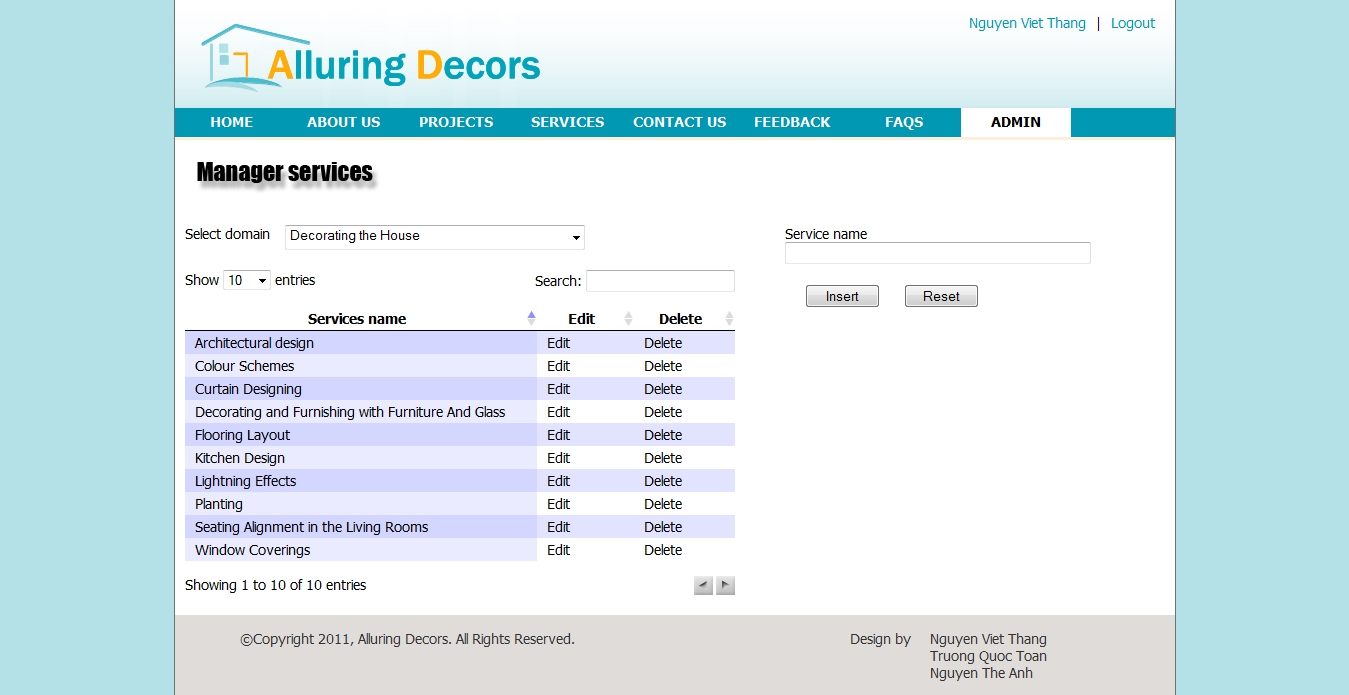 Nguyen Viet Thang | Logout
Alluring Decors
HOME ABOUT US PROJECTS SERVICES CONTACT US FEEDBACK FAQS ADMIN
Manager services
Select domain Decorating the House
Service name
Show 10 entries Search:
Insert Reset
Services name Edit Delete
Architectural design Edit Delete
Colour Schemes Edit Delete
Curtain Designing Edit Delete
Decorating and Furnishing with Furniture And Glass Edit Delete
Flooring Layout Edit Delete
Kitchen Design Edit Delete
Lightning Effects Edit Delete
Planting Edit Delete
Seating Alignment in the Living Rooms Edit Delete
Window Coverings Edit Delete
Showing 1 to 10 of 10 entries
©Copyright 2011, Alluring Decors. All Rights Reserved.
Design by Nguyen Viet Thang
Truong Quoc Toan
Nguyen The Anh